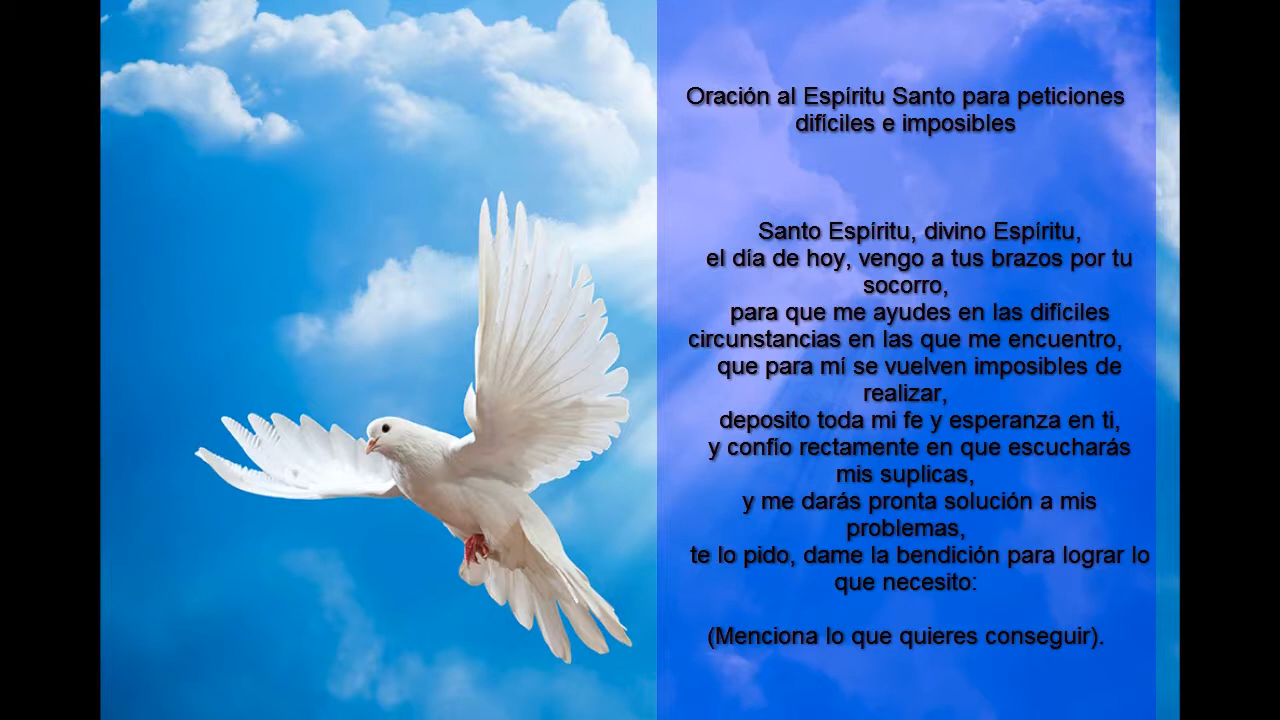 Oración al Espíritu Santo para peticiones
difíciles e imposibles
Santo Espíritu, divino Espíritu,
el día de hoy, vengo a tus brazos por tu
socorro,
para que me ayudes en las difíciles
circunstancias en las que me encuentro,
que para mí se vuelven imposibles de
realizar,
deposito toda mi fe y esperanza en ti,
y confío rectamente en que escucharás
mis suplicas,
y me darás pronta solución a mis
problemas,
te lo pido, dame la bendición para lograr lo
que necesito:
(Menciona lo que quieres conseguir).